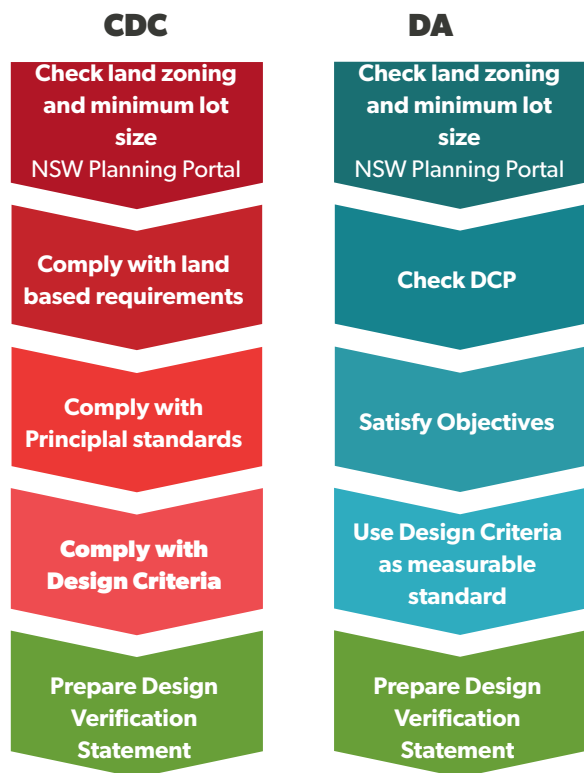 CDC
Check land zoning
and minimum lot
size
NSW Planning Portal
Comply with land
based requirements
Comply with
Principlal standards
Comply with
Design Criteria
Prepare Design
Verification
Statement
DA
Check land zoning
and minimum lot
size
NSW Planning Portal
Check DCP
Satisfy Objectives
Use Design Criteria
as measurable
standard
Prepare Design
Verification
Statement